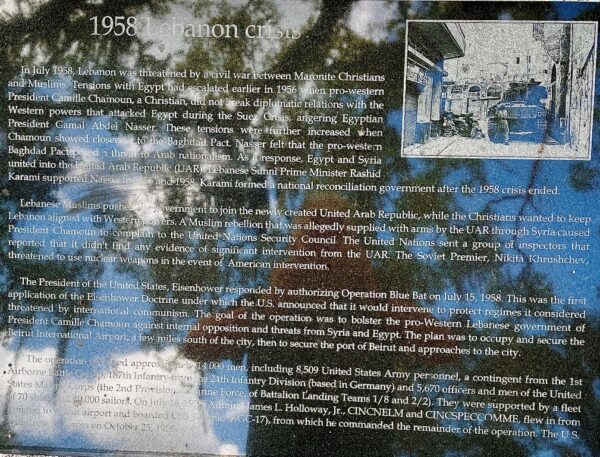 1958 Lebanon crisis
In July 1958, Lebanon was threatened by a civil war between Maronite Christians
and Muslims. Tensions with Egypt had escalated earlier in 1956 when pro-western
President Camille Chamoun, a Christian, did not break diplomatic relations with the
Western powers that attacked Egypt during the Suez Crisis, angering Egyptian
President Gamal Abdel Nasser. These tensions were further increased when
Chamoun showed closeness to the Baghdad Pact. Nasser felt that the pro-western
Baghdad Pact posed a threat to Arab nationalism. As a response, Egypt and Syria
united into the United Arab Republic (UAR). Lebanese Sunni Prime Minister Rashid
Karami supported Nasser in and 1958. Karami formed a national reconciliation government after the 1958 crisis ended.
Lebanese Muslims pushed government to join the newly created United Arab Republic, while the Christians wanted to keep
Lebanon aligned with Western powers. A Muslim rebellion that was allegedly supplied with arms by the UAR through Syria caused
President Chamoun to complain to the United Nations Security Council. The United Nations sent a group of inspectors that
reported that it didn't find any evidence of significant intervention from the UAR. The Soviet Premier, Nikita Khrushchev,
threatened to use nuclear weapons in the event of American intervention.
The President of the United States, Eisenhower responded by authorizing Operation Blue Bat on July 15, 1958. This was the first
application of the Eisenhower Doctrine under which the U.S. announced that it would intervene to protect regimes it considered
threatened by international communism. The goal of the operation was to bolster the pro-Western Lebanese government of
President Camille Chamoun against internal opposition and threats from Syria and Egypt. The plan was to occupy and secure the
Beirut International Airport, a few miles south of the city, then to secure the port of Beirut and approaches to the city.
The operation approximately 14,000 men, including 8,509 United States Army personnel, a contingent from the 1st
Airborne Battle Group, 187th Infantry from the 24th Infantry Division (based in Germany) and 5,670 officers and men of the United
States Marine Corps (the 2nd Provisional Marine Force, of Battalion Landing Teams 1/8 and 2/2). They were supported by a fleet
of 70 sailors. On July Admiral James L. Holloway, Jr., CINCNELM and CINCSPECCOMME, flew in from
London to airport and boarded (AGC-17), from which he commanded the remainder of the operation. The U.S.
on October 25, 1958